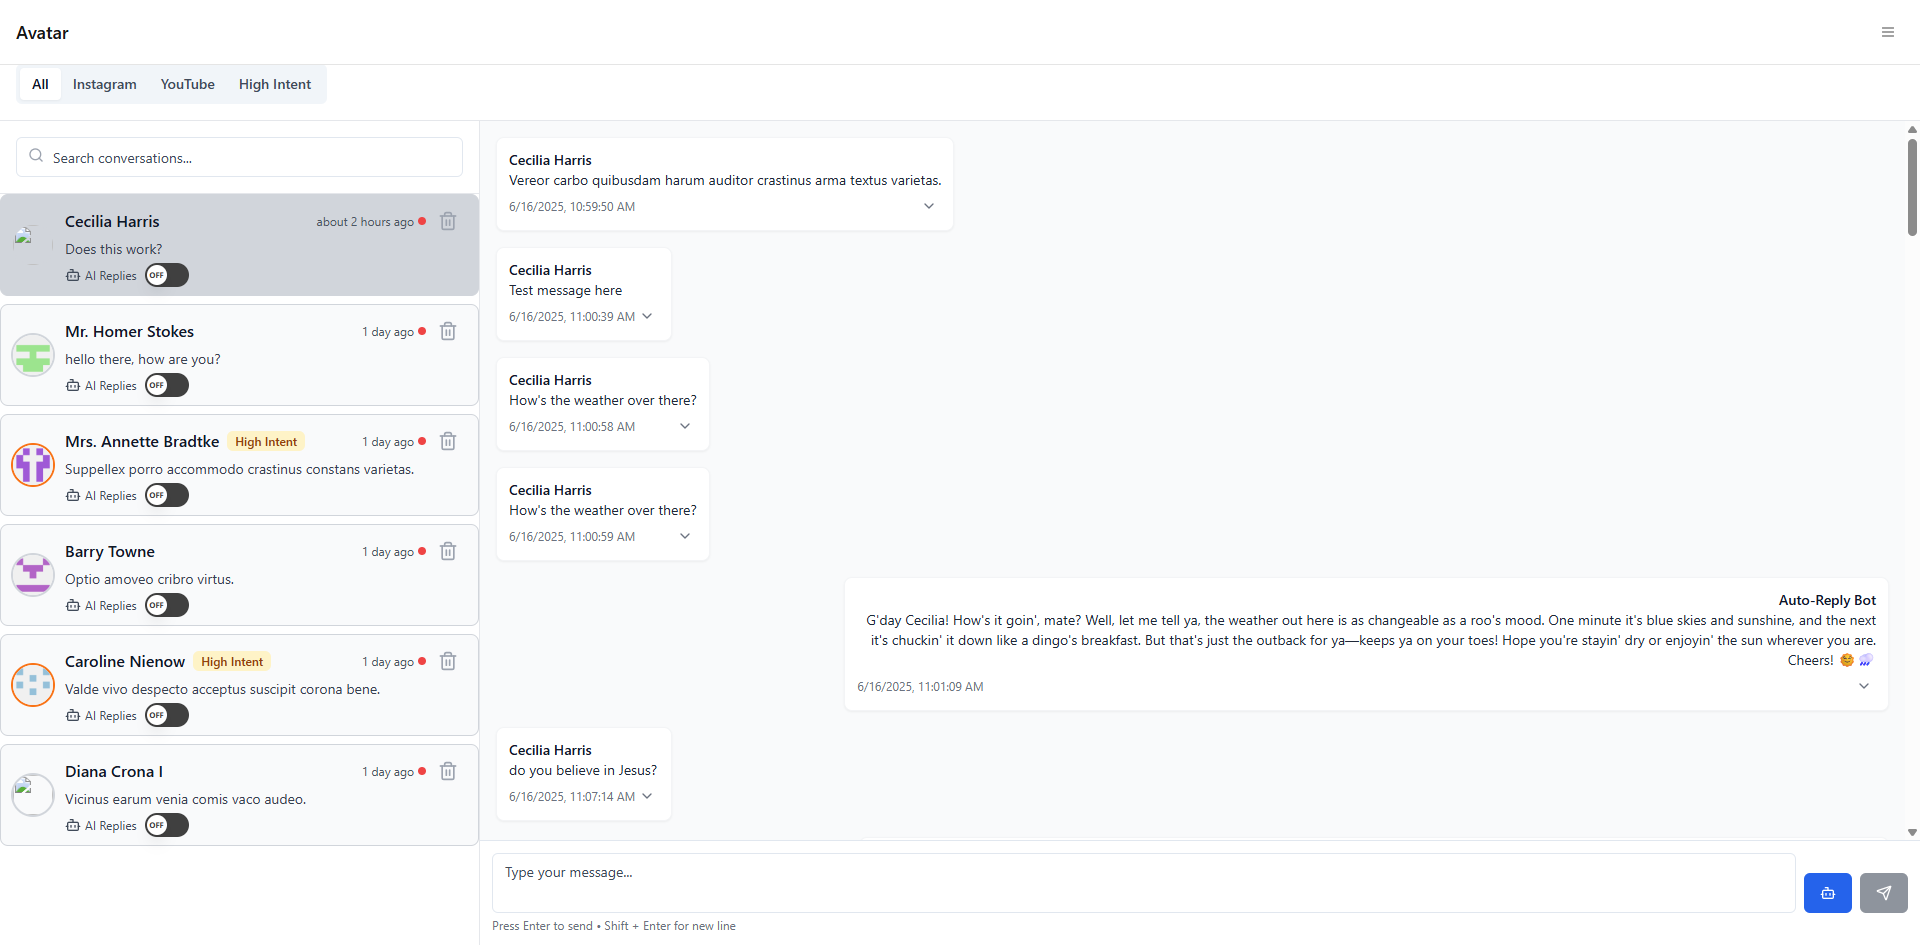 Avatar
All Instagram YouTube High Intent
Search conversations...
Cecilia Harris about 2 hours ago
Does this work?
AI Replies OFF
Mr. Homer Stokes 1 day ago
hello there, how are you?
AI Replies OFF
Mrs. Annette Bradtke High Intent 1 day ago
Suppellex porro accommodo crastinus constans varietas.
AI Replies OFF
Barry Towne 1 day ago
Optio amoveo cribro virtus.
AI Replies OFF
Caroline Nienow High Intent 1 day ago
Valde vivo despecto acceptus suscipit corona bene.
AI Replies OFF
Diana Crona I 1 day ago
Vicinus earum venia comis vaco audeo.
AI Replies OFF
Cecilia Harris
Vereor carbo quibusdam harum auditor crastinus arma textus varietas.
6/16/2025, 10:59:50 AM
Cecilia Harris
Test message here
6/16/2025, 11:00:39 AM
Cecilia Harris
How's the weather over there?
6/16/2025, 11:00:58 AM
Cecilia Harris
How's the weather over there?
6/16/2025, 11:00:59 AM
Auto-Reply Bot
G'day Cecilia! How's it goin', mate? Well, let me tell ya, the weather out here is as changeable as a roo's mood. One minute it's blue skies and sunshine, and the next
it's chuckin' it down like a dingo's breakfast. But that's just the outback for ya—keeps ya on your toes! Hope you're stayin' dry or enjoyin' the sun wherever you are.
Cheers!
6/16/2025, 11:01:09 AM
Cecilia Harris
do you believe in Jesus?
6/16/2025, 11:07:14 AM
Type your message...
Press Enter to send • Shift + Enter for new line